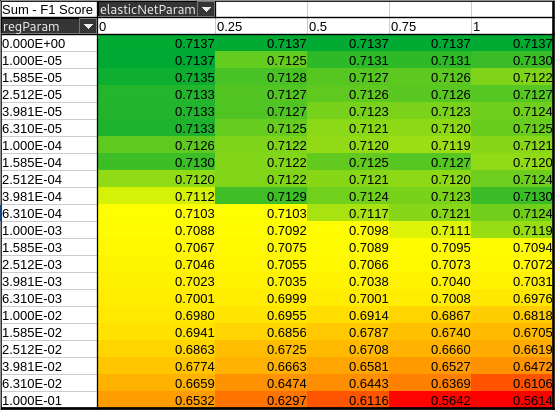 Sum - F1 Score elasticNetParam
regParam 0 0.25 0.5 0.75 1
0.000E+00 0.7137 0.7137 0.7137 0.7137 0.7137
1.000E-05 0.7137 0.7125 0.7131 0.7131 0.7130
1.585E-05 0.7135 0.7128 0.7127 0.7126 0.7122
2.512E-05 0.7133 0.7126 0.7126 0.7126 0.7127
3.981E-05 0.7133 0.7127 0.7123 0.7123 0.7124
6.310E-05 0.7133 0.7125 0.7121 0.7120 0.7125
1.000E-04 0.7126 0.7122 0.7120 0.7119 0.7121
1.585E-04 0.7130 0.7122 0.7125 0.7127 0.7120
2.512E-04 0.7120 0.7122 0.7121 0.7120 0.7124
3.981E-04 0.7112 0.7129 0.7124 0.7123 0.7130
6.310E-04 0.7103 0.7103 0.7117 0.7121 0.7124
1.000E-03 0.7088 0.7092 0.7098 0.7111 0.7119
1.585E-03 0.7067 0.7075 0.7089 0.7095 0.7094
2.512E-03 0.7046 0.7055 0.7066 0.7073 0.7072
3.981E-03 0.7023 0.7035 0.7038 0.7040 0.7031
6.310E-03 0.7001 0.6999 0.7001 0.7008 0.6976
1.000E-02 0.6980 0.6955 0.6914 0.6867 0.6818
1.585E-02 0.6941 0.6856 0.6787 0.6740 0.6705
2.512E-02 0.6863 0.6725 0.6708 0.6660 0.6619
3.981E-02 0.6774 0.6663 0.6581 0.6527 0.6472
6.310E-02 0.6659 0.6474 0.6443 0.6369 0.6106
1.000E-01 0.6532 0.6297 0.6116 0.5642 0.5614